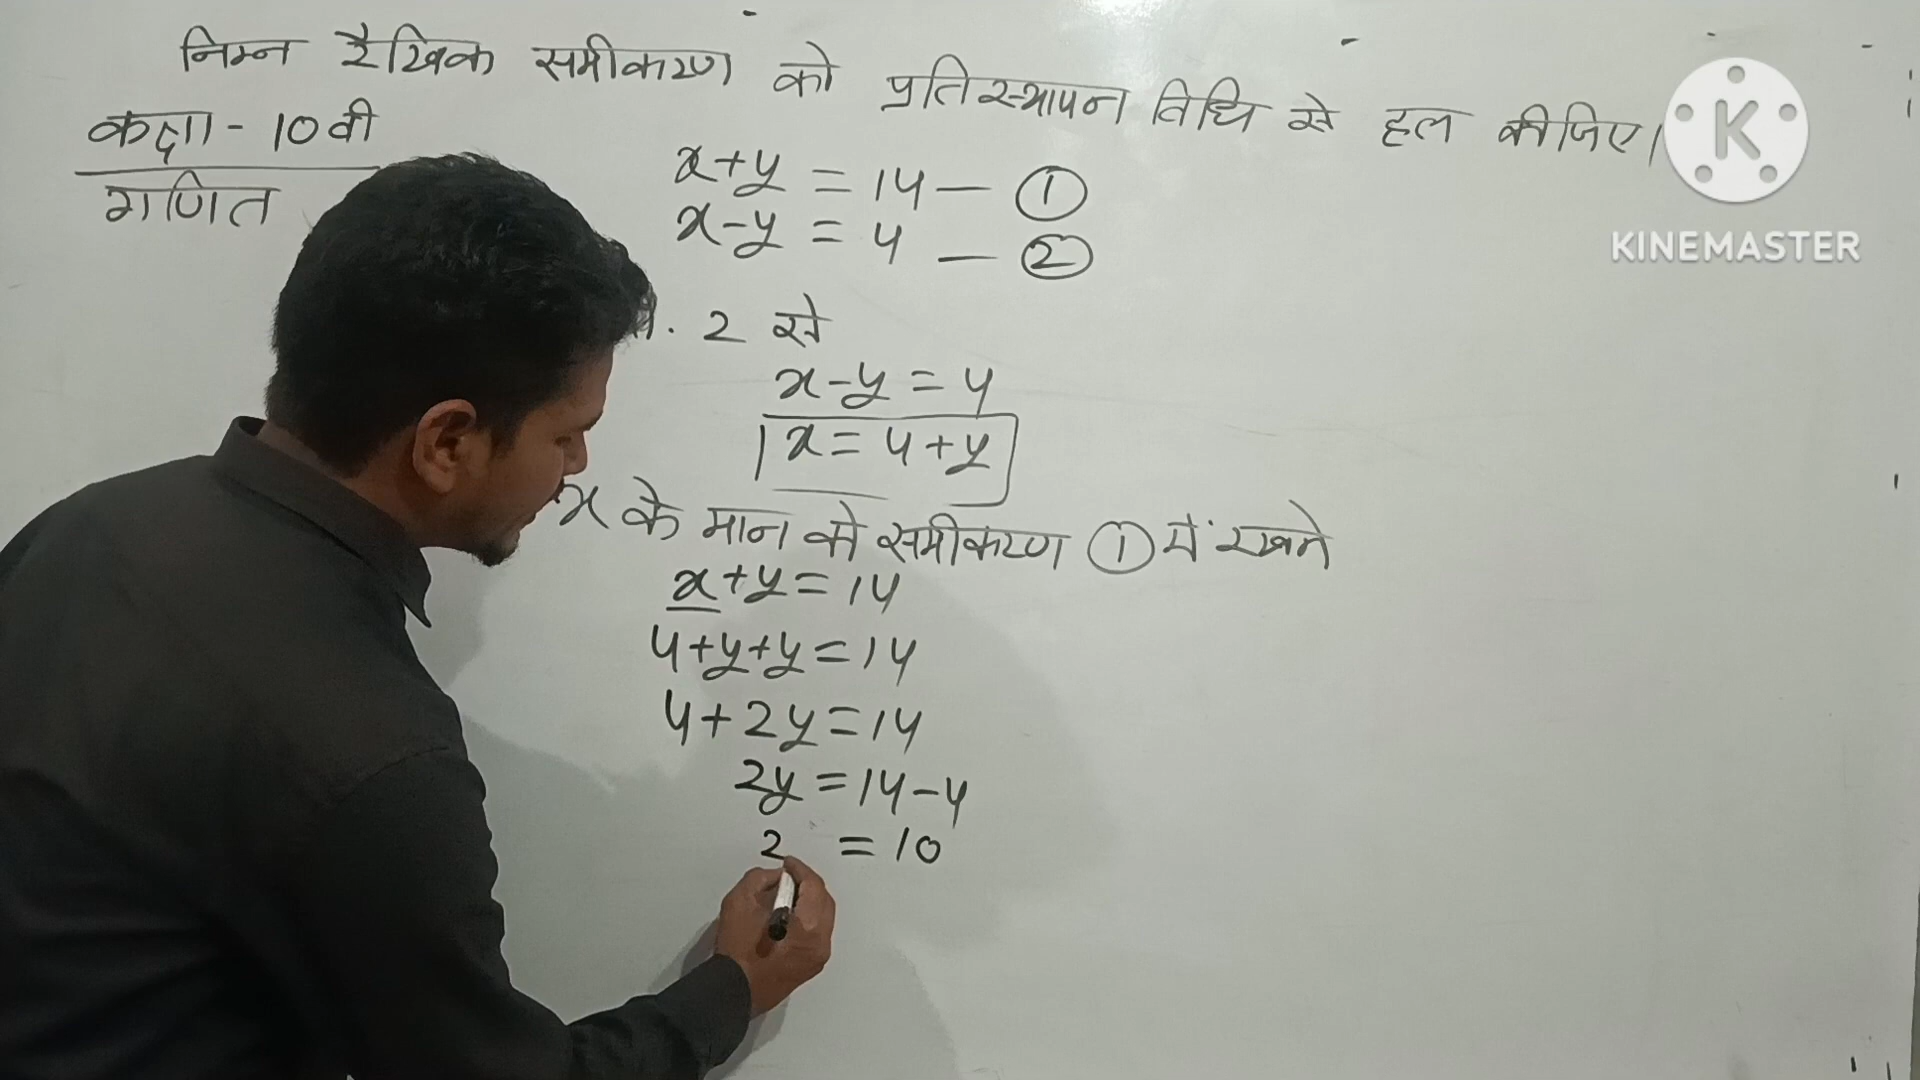 निम्न रैखिक समीकरण को प्रतिस्थापन विधि से हल कीजिए।
कक्षा - 10वी
गणित
x+y = 14 — ①
x-y = 4 — ②
2 से
x-y = 4
x = 4+y
x के मान को समीकरण ① में रखने
x+y = 14
4+y+y = 14
4+2y = 14
2y = 14-4
2 = 10
K
KINEMASTER